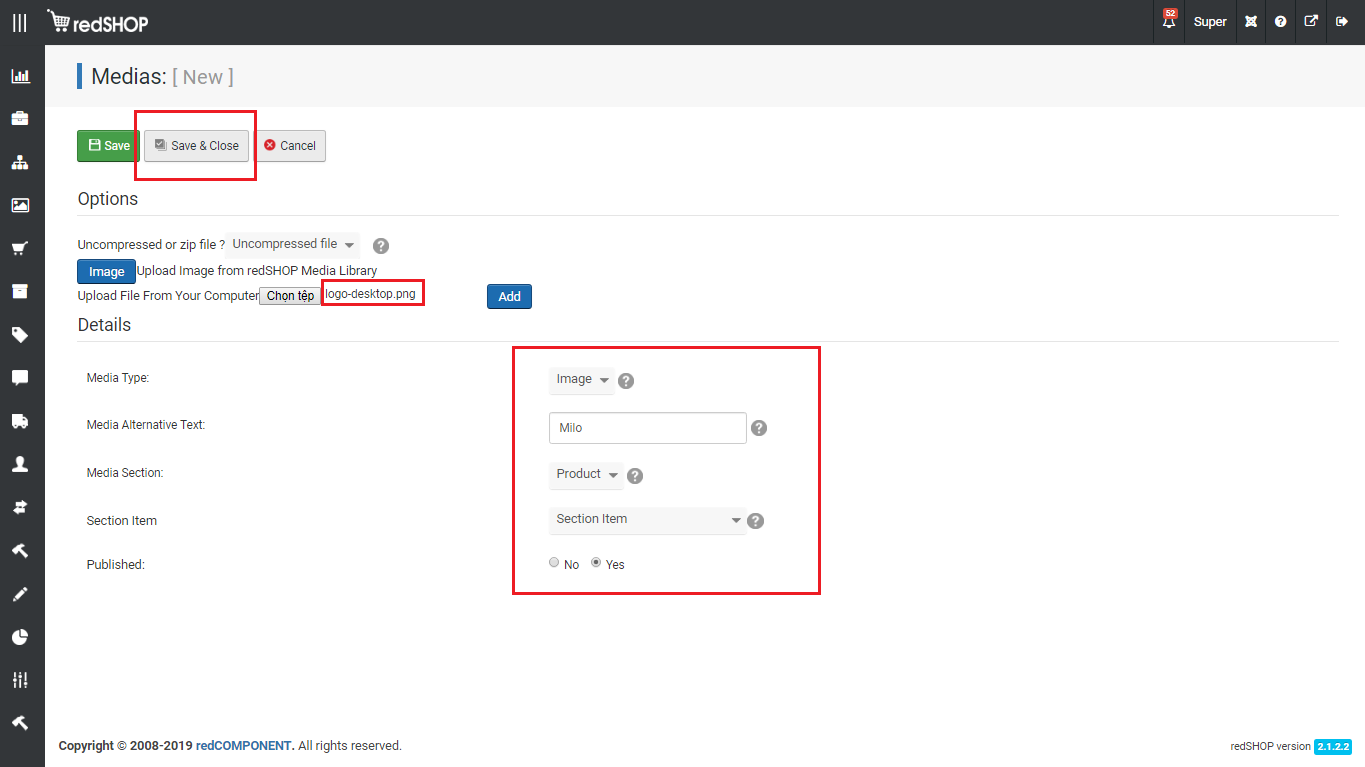 redSHOP
52
Super
Medias: [ New ]
Save
Save & Close
Cancel
Options
Uncompressed or zip file ? Uncompressed file
Image Upload Image from redSHOP Media Library
Upload File From Your Computer Chọn tệp logo-desktop.png Add
Details
Media Type: Image
Media Alternative Text: Milo
Media Section: Product
Section Item Section Item
Published: No Yes
Copyright © 2008-2019 redCOMPONENT. All rights reserved.
redSHOP version 2.1.2.2